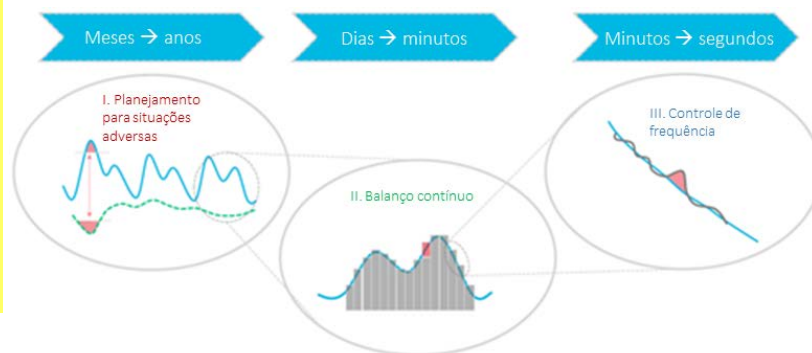 Meses → anos
Dias → minutos
Minutos → segundos
I. Planejamento
para situações
adversas
II. Balanço contínuo
III. Controle de
frequência